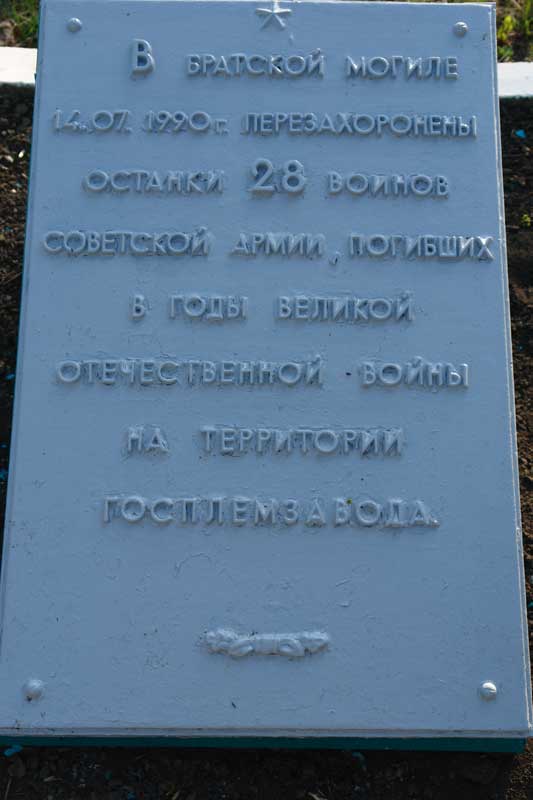 В БРАТСКОЙ МОГИЛЕ
14.07. 1990г. ПЕРЕЗАХОРОНЕНЫ
ОСТАНКИ 28 ВОИНОВ
СОВЕТСКОЙ АРМИИ, ПОГИБШИХ
В ГОДЫ ВЕЛИКОЙ
ОТЕЧЕСТВЕННОЙ ВОЙНЫ
НА ТЕРРИТОРИИ
ГОСПЛЕМЗАВОДА.